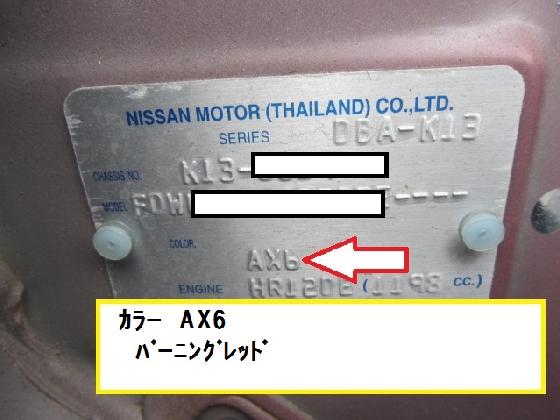 NISSAN MOTOR (THAILAND) CO.,LTD.
SERIES DBA-K13
CHASSIS NO. K13-
MODEL FDW ----
COLOR.
AX6
ENGINE HR12DE (1198 CC.)
ｶﾗｰ AX6
ﾊﾞｰﾆﾝｸﾞﾚｯﾄﾞ